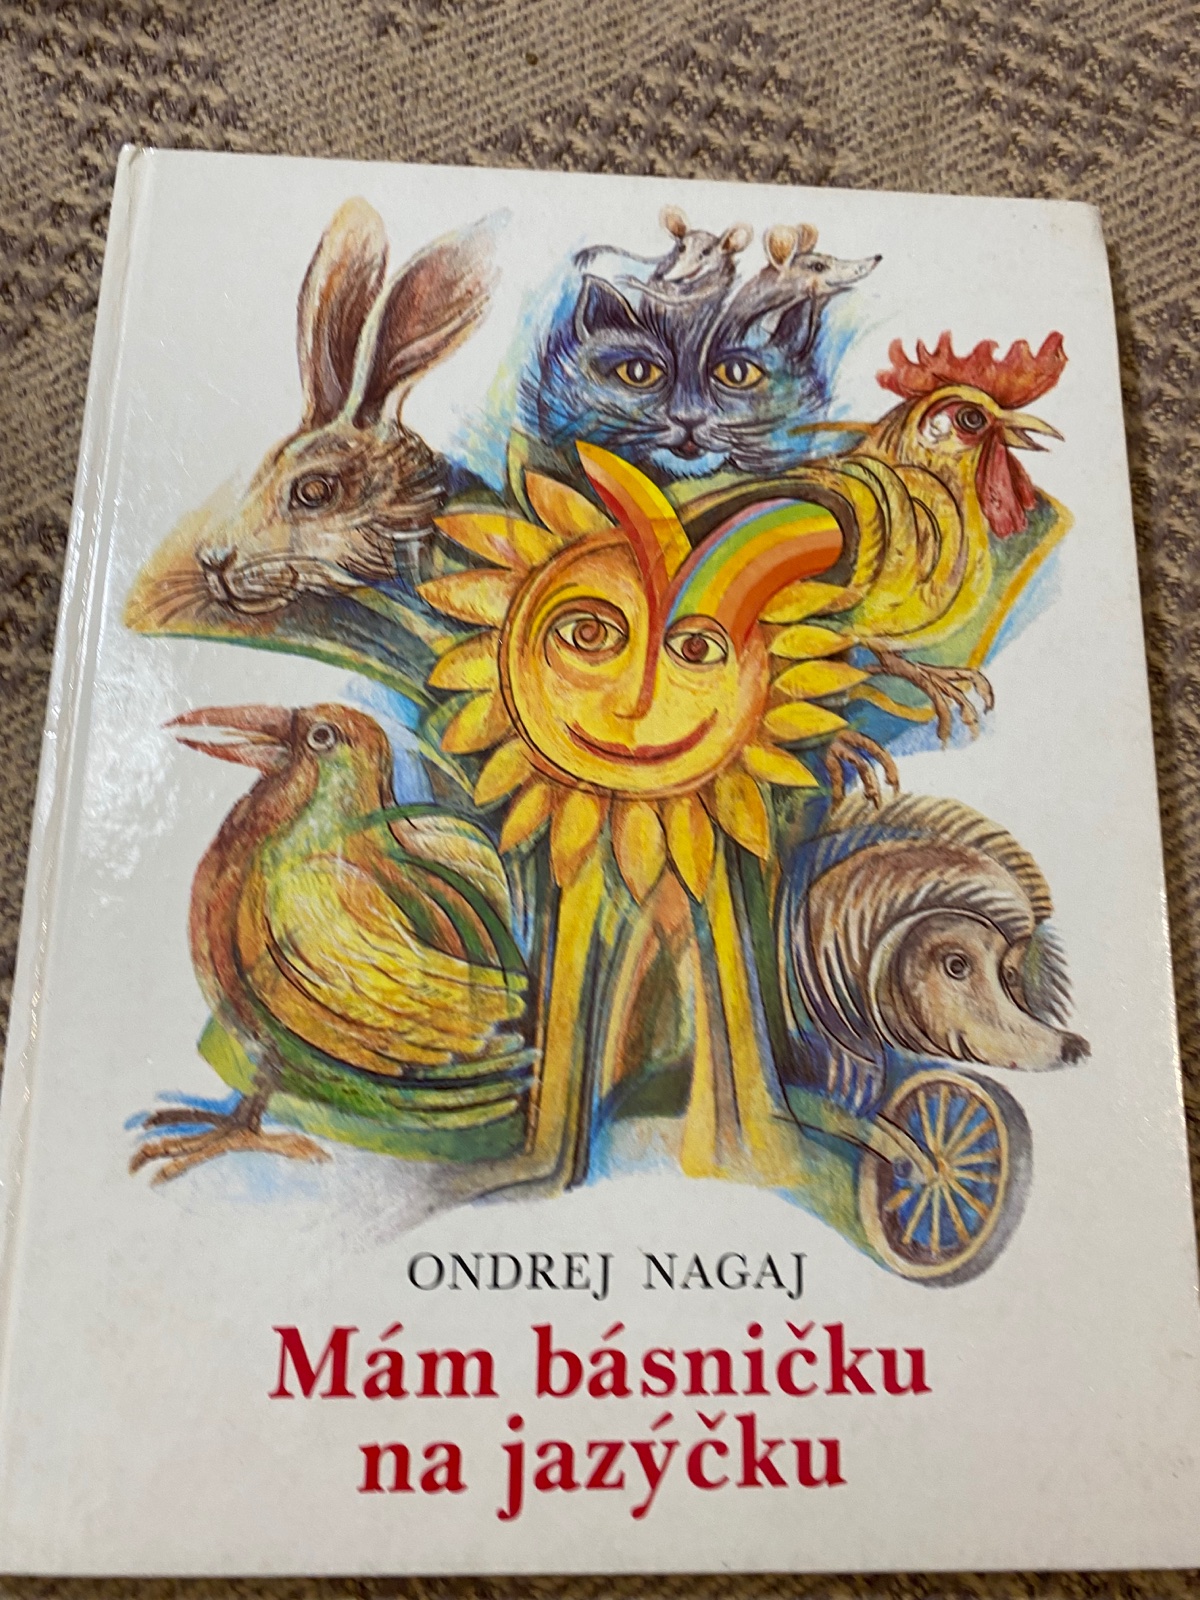 ONDREJ NAGAJ
Mám básničku
na jazýčku